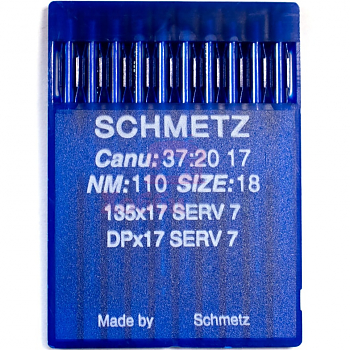 SCHMETZ
Canu: 37:20 17
NM:110 SIZE:18
135x17 SERV 7
DPx17 SERV 7
Made by Schmetz